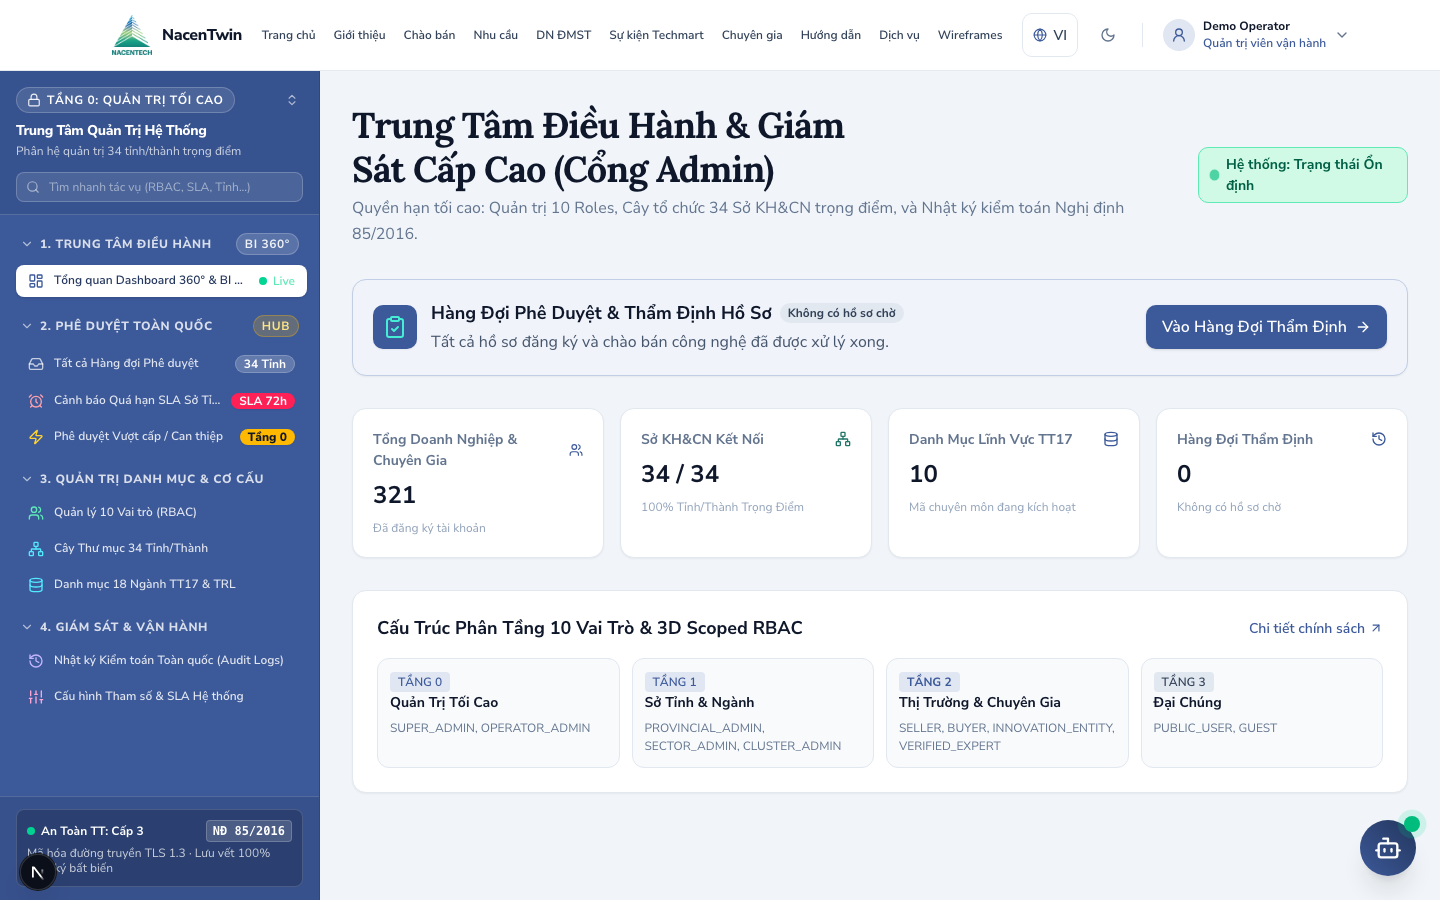 NACENTECH
NacenTwin
Trang chủ
Giới thiệu
Chào bán
Nhu cầu
DN ĐMST
Sự kiện Techmart
Chuyên gia
Hướng dẫn
Dịch vụ
Wireframes
VI
Demo Operator
Quản trị viên vận hành
TẦNG 0: QUẢN TRỊ TỐI CAO
Trung Tâm Quản Trị Hệ Thống
Phân hệ quản trị 34 tỉnh/thành trọng điểm
Tìm nhanh tác vụ (RBAC, SLA, Tỉnh...)
1. TRUNG TÂM ĐIỀU HÀNH
BI 360°
Tổng quan Dashboard 360° & BI ...
Live
2. PHÊ DUYỆT TOÀN QUỐC
HUB
Tất cả Hàng đợi Phê duyệt
34 Tỉnh
Cảnh báo Quá hạn SLA Sở Tỉ...
SLA 72h
Phê duyệt Vượt cấp / Can thiệp
Tầng 0
3. QUẢN TRỊ DANH MỤC & CƠ CẤU
Quản lý 10 Vai trò (RBAC)
Cây Thư mục 34 Tỉnh/Thành
Danh mục 18 Ngành TT17 & TRL
4. GIÁM SÁT & VẬN HÀNH
Nhật ký Kiểm toán Toàn quốc (Audit Logs)
Cấu hình Tham số & SLA Hệ thống
An Toàn TT: Cấp 3
NĐ 85/2016
Mã hóa đường truyền TLS 1.3 · Lưu vết 100%
ký bất biến
Trung Tâm Điều Hành & Giám
Sát Cấp Cao (Cổng Admin)
Quyền hạn tối cao: Quản trị 10 Roles, Cây tổ chức 34 Sở KH&CN trọng điểm, và Nhật ký kiểm toán Nghị định
85/2016.
Hệ thống: Trạng thái Ổn
định
Hàng Đợi Phê Duyệt & Thẩm Định Hồ Sơ
Không có hồ sơ chờ
Tất cả hồ sơ đăng ký và chào bán công nghệ đã được xử lý xong.
Vào Hàng Đợi Thẩm Định
Tổng Doanh Nghiệp &
Chuyên Gia
321
Đã đăng ký tài khoản
Sở KH&CN Kết Nối
34 / 34
100% Tỉnh/Thành Trọng Điểm
Danh Mục Lĩnh Vực TT17
10
Mã chuyên môn đang kích hoạt
Hàng Đợi Thẩm Định
0
Không có hồ sơ chờ
Cấu Trúc Phân Tầng 10 Vai Trò & 3D Scoped RBAC
Chi tiết chính sách
TẦNG 0
Quản Trị Tối Cao
SUPER_ADMIN, OPERATOR_ADMIN
TẦNG 1
Sở Tỉnh & Ngành
PROVINCIAL_ADMIN,
SECTOR_ADMIN, CLUSTER_ADMIN
TẦNG 2
Thị Trường & Chuyên Gia
SELLER, BUYER, INNOVATION_ENTITY,
VERIFIED_EXPERT
TẦNG 3
Đại Chúng
PUBLIC_USER, GUEST